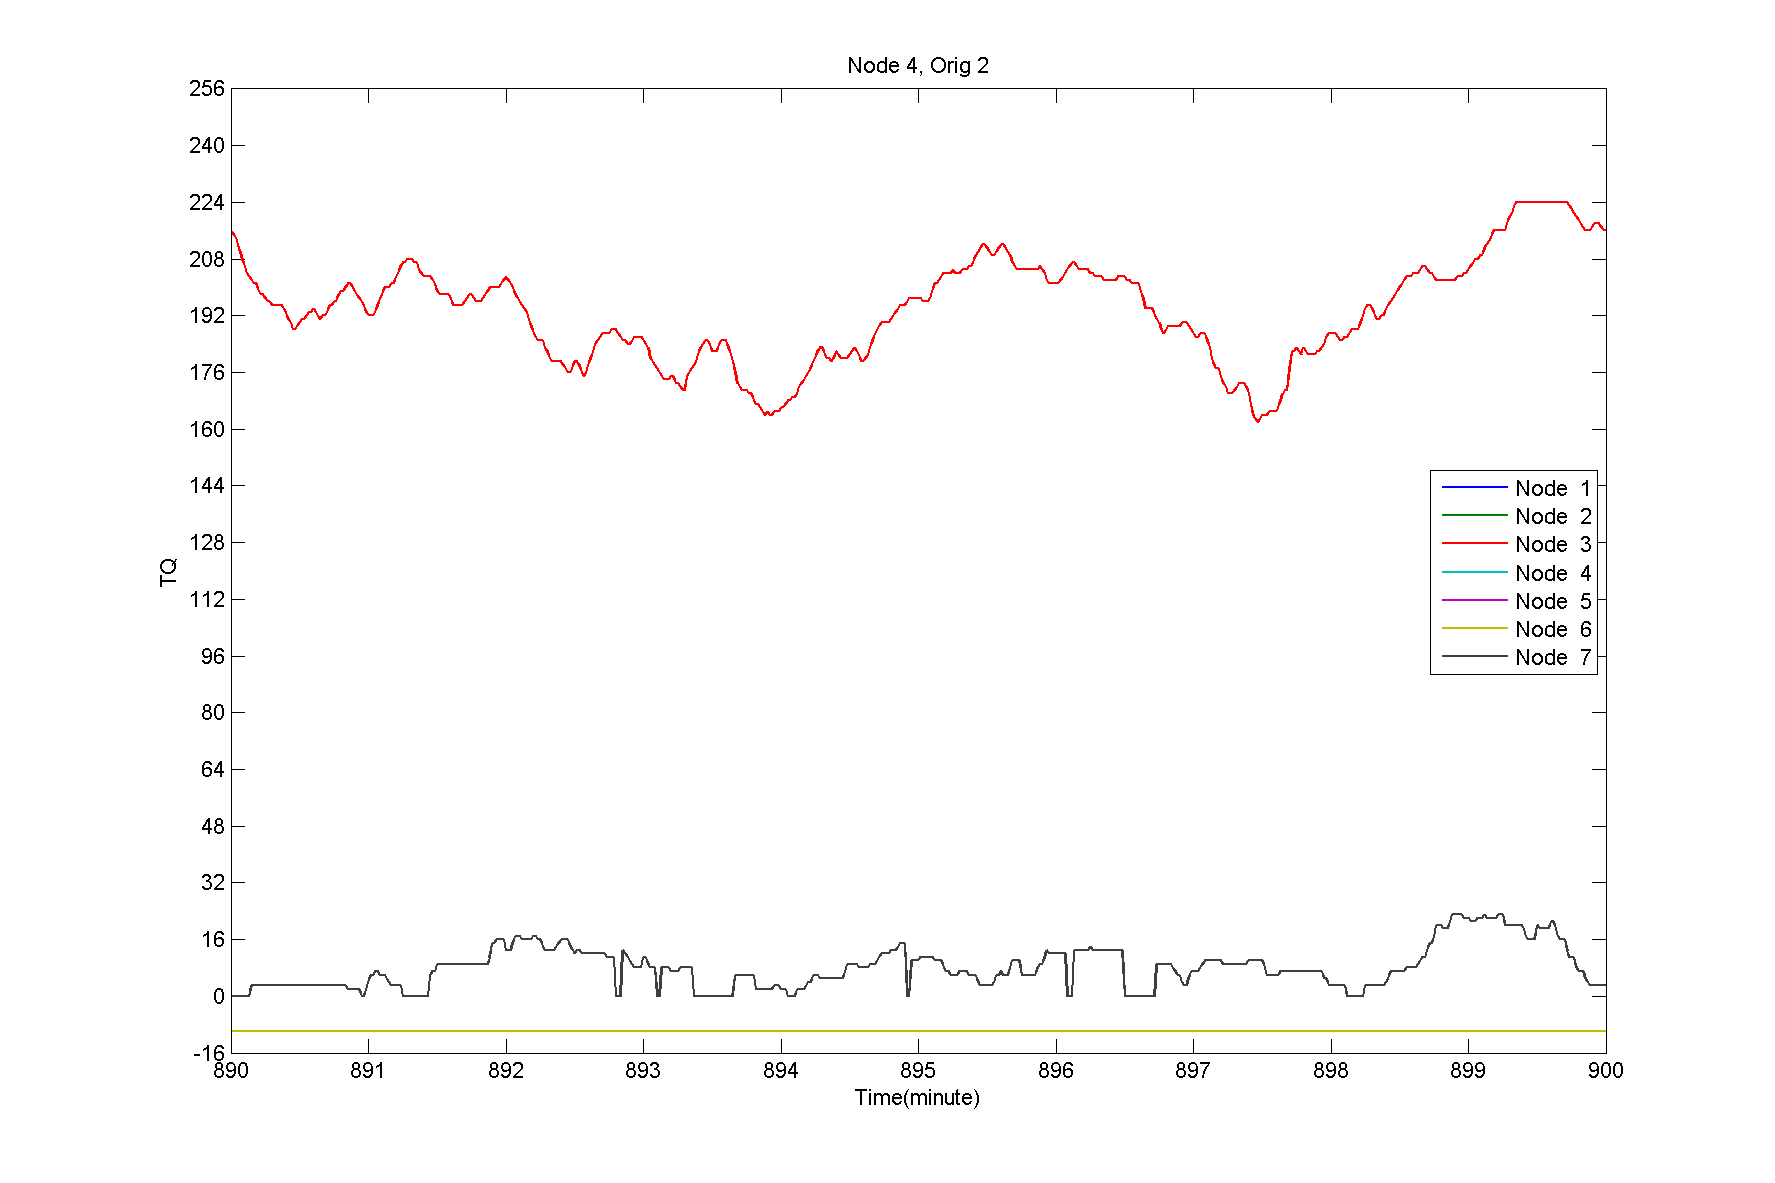 Node 4, Orig 2
256
240
224
208
192
176
160
144
128
112
96
80
64
48
32
16
0
-16
TQ
Node 1
Node 2
Node 3
Node 4
Node 5
Node 6
Node 7
890 891 892 893 894 895 896 897 898 899 900
Time(minute)